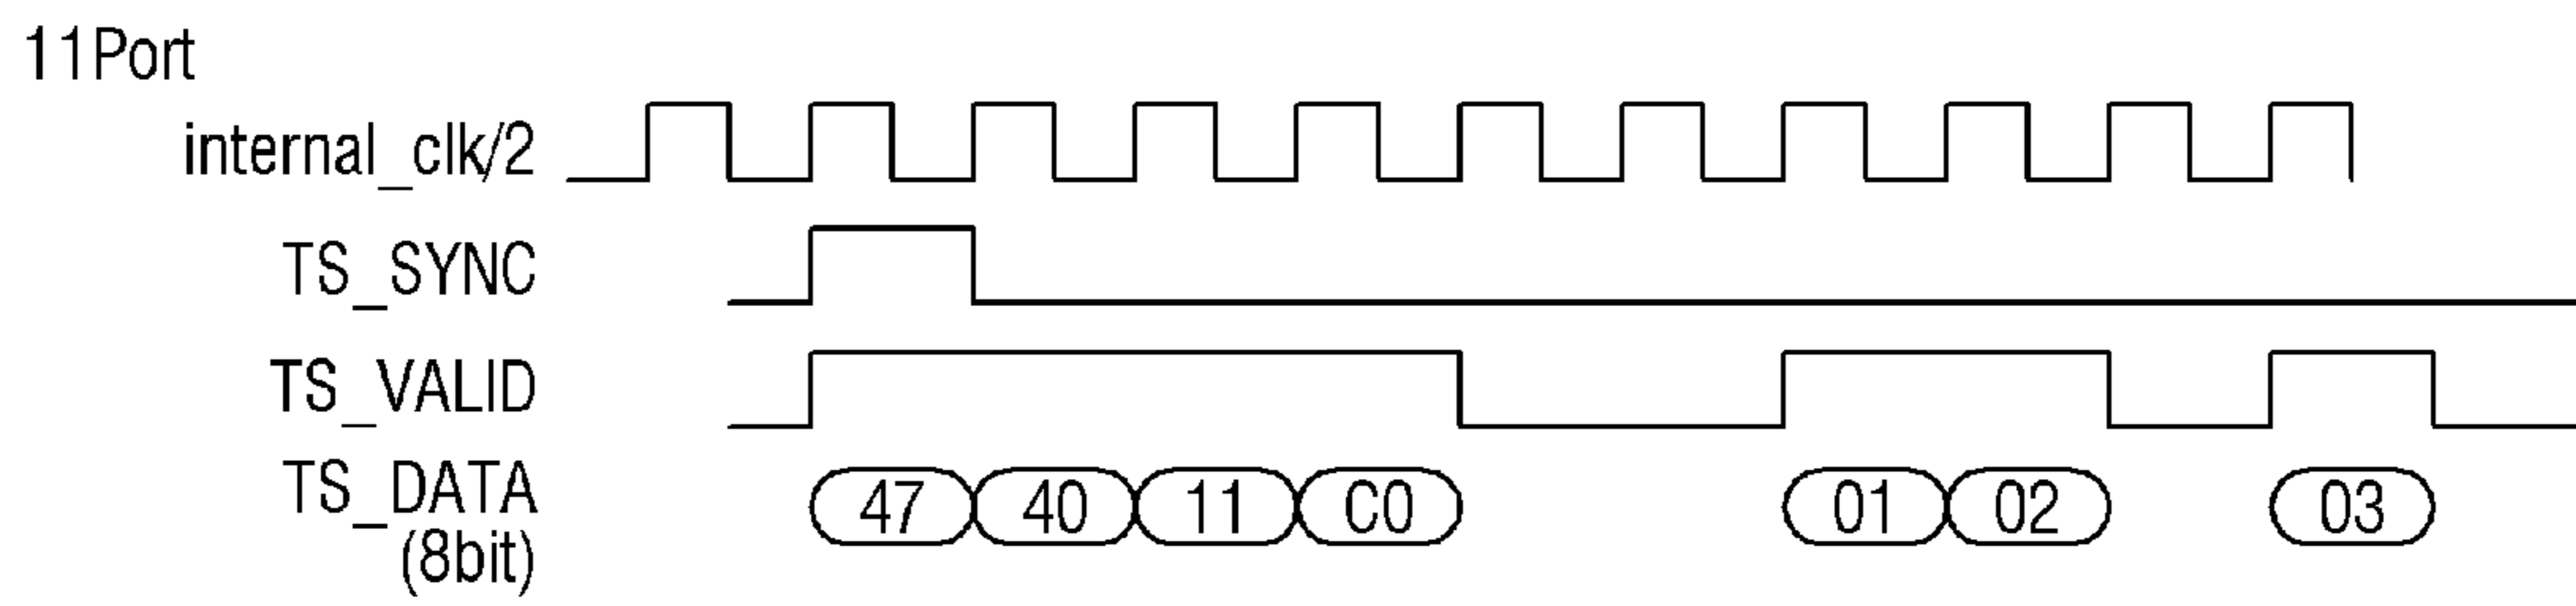 11Port
internal_clk/2
TS_SYNC
TS_VALID
TS_DATA
(8bit)
47 40 11 C0 01 02 03